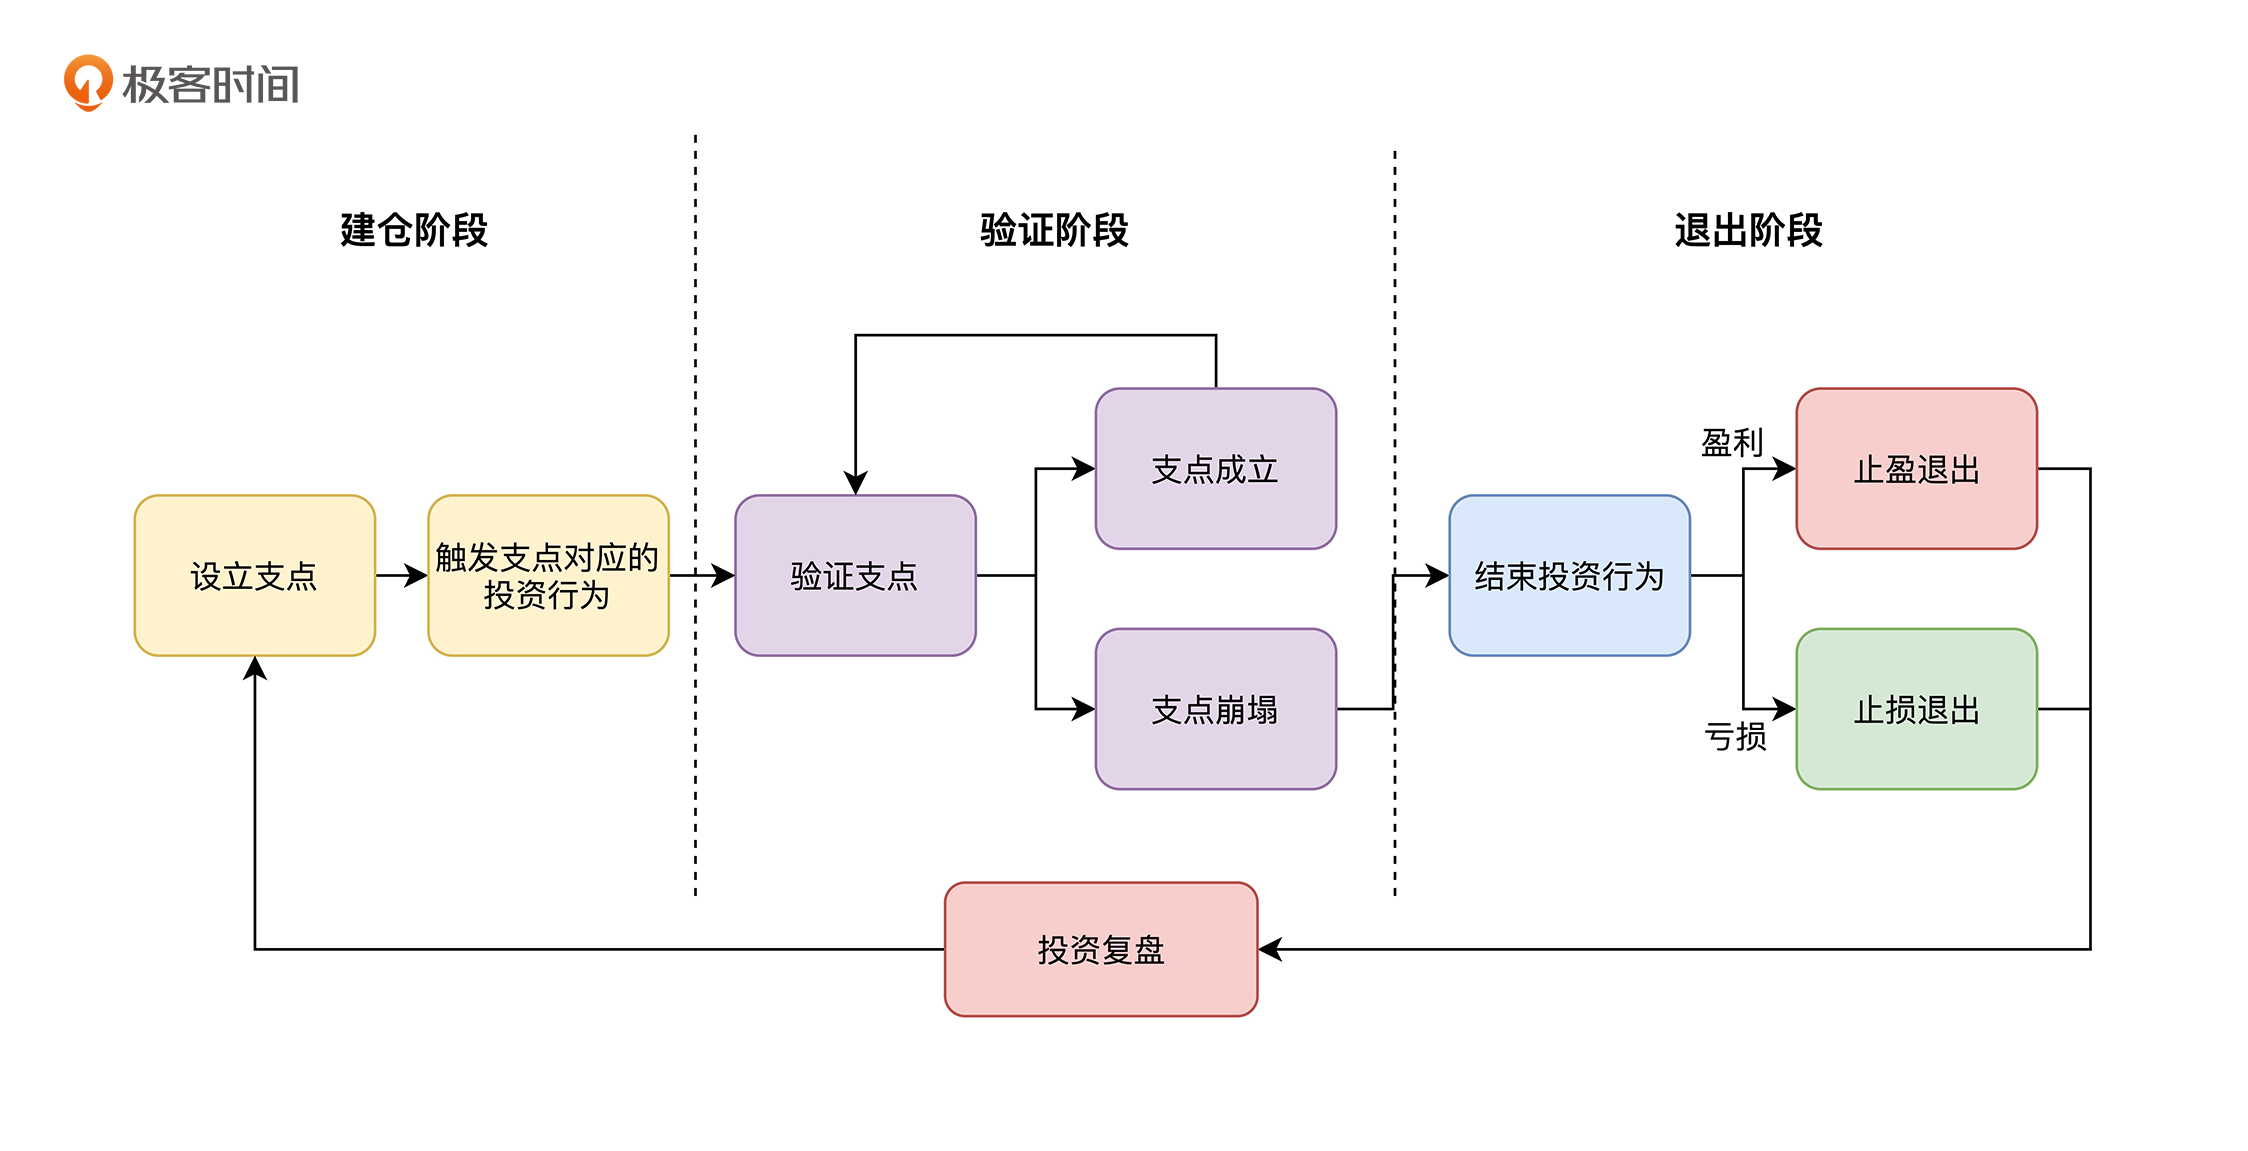 极客时间
建仓阶段
验证阶段
退出阶段
设立支点
触发支点对应的
投资行为
验证支点
支点成立
支点崩塌
结束投资行为
盈利
止盈退出
亏损
止损退出
投资复盘